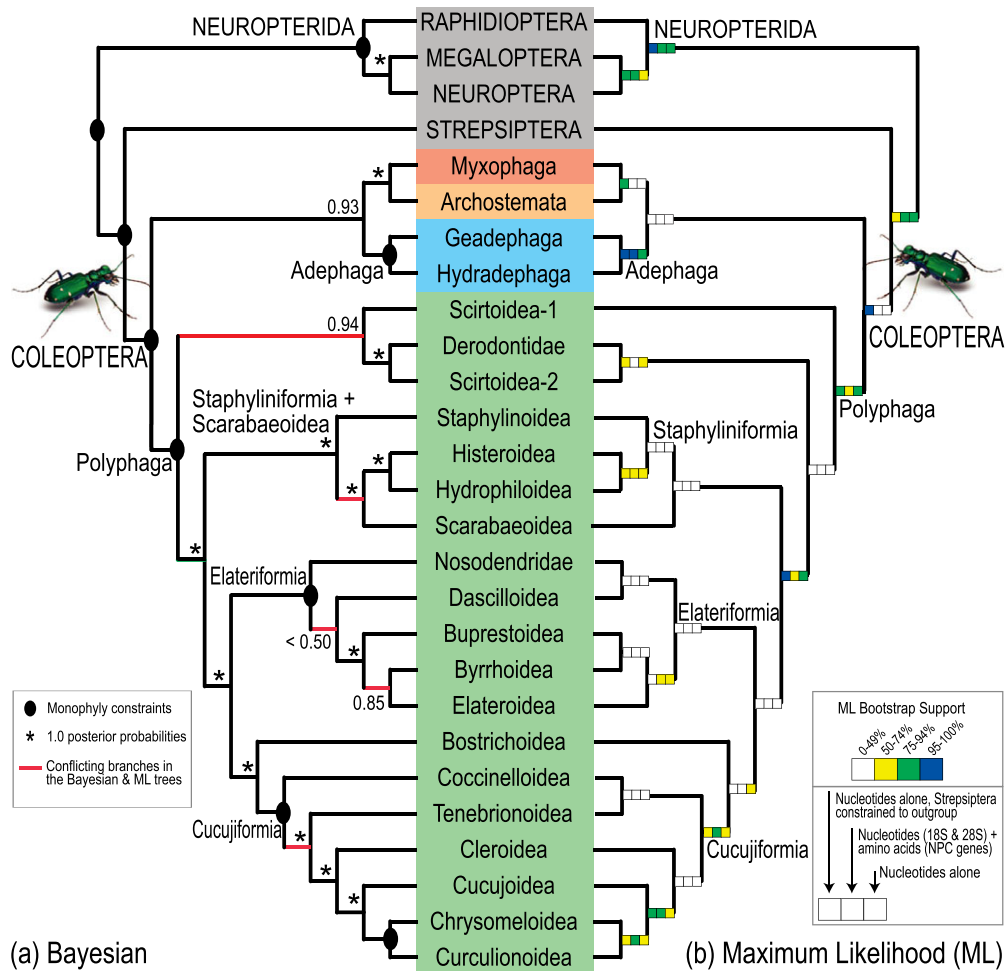 NEUROPTERIDA
RAPHIDIOPTERA
NEUROPTERIDA
*
MEGALOPTERA
NEUROPTERA
STREPSIPTERA
*
Myxophaga
0.93
Archostemata
Geadephaga
Adephaga
Hydradephaga
Adephaga
Scirtoidea-1
0.94
COLEOPTERA
*
Derodontidae
COLEOPTERA
Scirtoidea-2
Staphyliniformia +
Scarabaeoidea
Polyphaga
*
Staphylinoidea
Staphyliniformia
Polyphaga
*
Histeroidea
*
Hydrophiloidea
Scarabaeoidea
*
Nosodendridae
Elateriformia
Dascilloidea
Elateriformia
< 0.50
*
Buprestoidea
*
Byrrhoidea
0.85
Elateroidea
Bostrichoidea
*
Coccinelloidea
Cucujiformia
*
Tenebrionoidea
Cleroidea
Cucujiformia
*
Cucujoidea
*
Chrysomeloidea
Curculionoidea
Monophyly constraints
* 1.0 posterior probabilities
Conflicting branches in
the Bayesian & ML trees
ML Bootstrap Support
0-49%
50-74%
75-94%
95-100%
Nucleotides alone, Strepsiptera
constrained to outgroup
Nucleotides (18S & 28S) +
amino acids (NPC genes)
Nucleotides alone
(a) Bayesian
(b) Maximum Likelihood (ML)